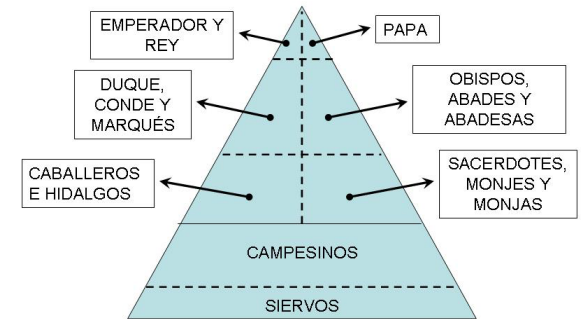 EMPERADOR Y
REY
PAPA
DUQUE,
CONDE Y
MARQUÉS
OBISPOS,
ABADES Y
ABADESAS
CABALLEROS
E HIDALGOS
SACERDOTES,
MONJES Y
MONJAS
CAMPESINOS
SIERVOS